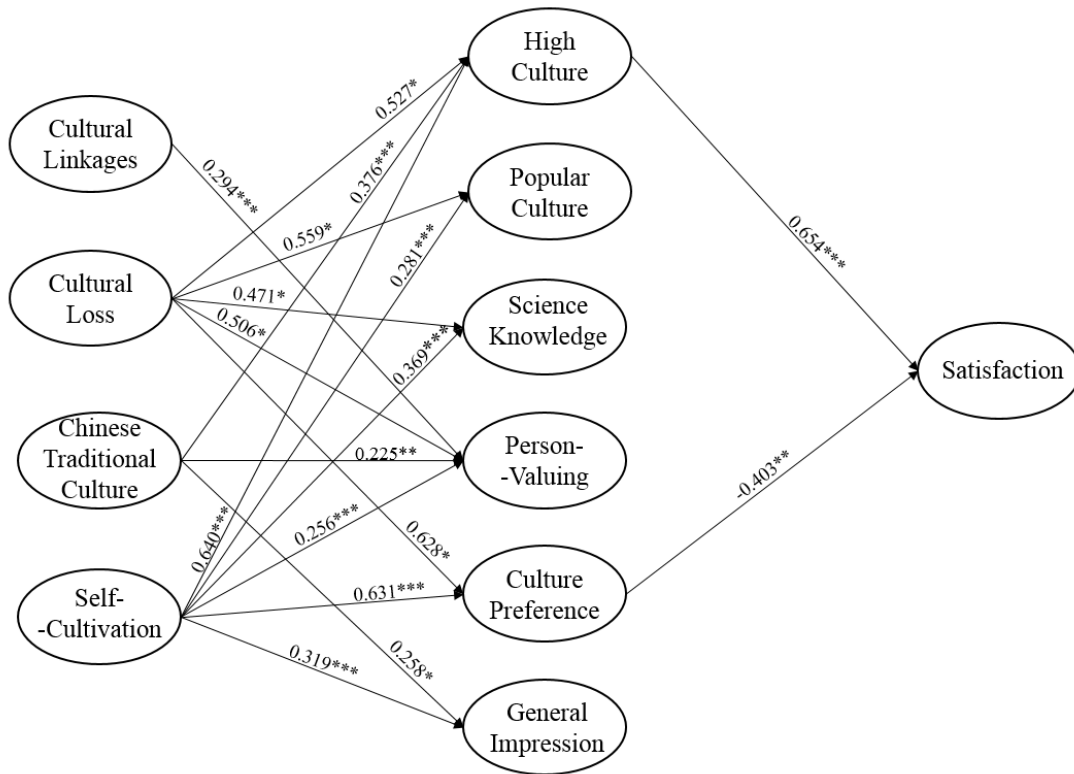 High
Culture
0.527*
Cultural
Linkages
0.376***
0.294***
Popular
Culture
0.559*
0.281***
0.654***
Cultural
Loss
0.471*
Science
Knowledge
0.506*
0.369***
Satisfaction
Chinese
Traditional
Culture
0.225**
Person-
-Valuing
-0.403**
0.256***
0.640***
0.628*
Self-
-Cultivation
0.631***
Culture
Preference
0.319***
0.258*
General
Impression